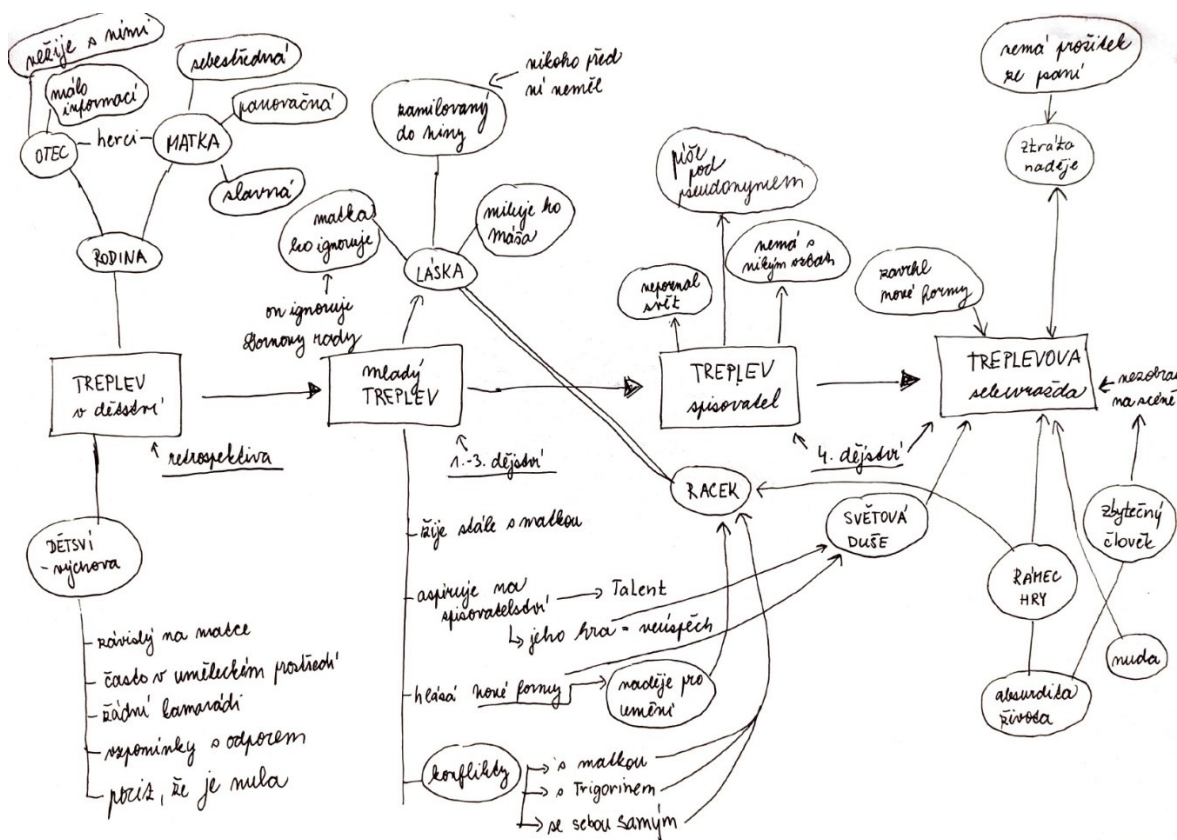 nežije s nimi
málo
informací
OTEC
herci
MATKA
sebestředná
panovačná
slavná
RODINA
TREPLEV
v dětství
retrospektiva
DĚTSVÍ
-výchova
závislý na matce
často v uměleckém prostředí
žádní kamarádi
vzpomínky s odporem
pocit, že je nula
nikoho před
ní neměl
zamilovaný
do Niny
matka
ho ignoruje
miluje ho
Máša
LÁSKA
on ignoruje
Dornovy rady
mladý
TREPLEV
1.-3. dějství
žije stále s matkou
aspiruje na
spisovatelství
Talent
jeho hra = neúspěch
hlásá nové formy
naděje pro
umění
konflikty
s matkou
s Trigorinem
se sebou samým
RACEK
píše
pod
pseudonymem
nepoznal
svět
nemá s
nikým vztah
TREPLEV
spisovatel
4. dějství
SVĚTOVÁ
DUŠE
nemá prožitek
ze psaní
ztráta
naděje
zavrhl
nové formy
TREPLEVOVA
sebevražda
nezobraz
na scéně
zbytečný
člověk
RÁMEC
HRY
nuda
absurdita
života